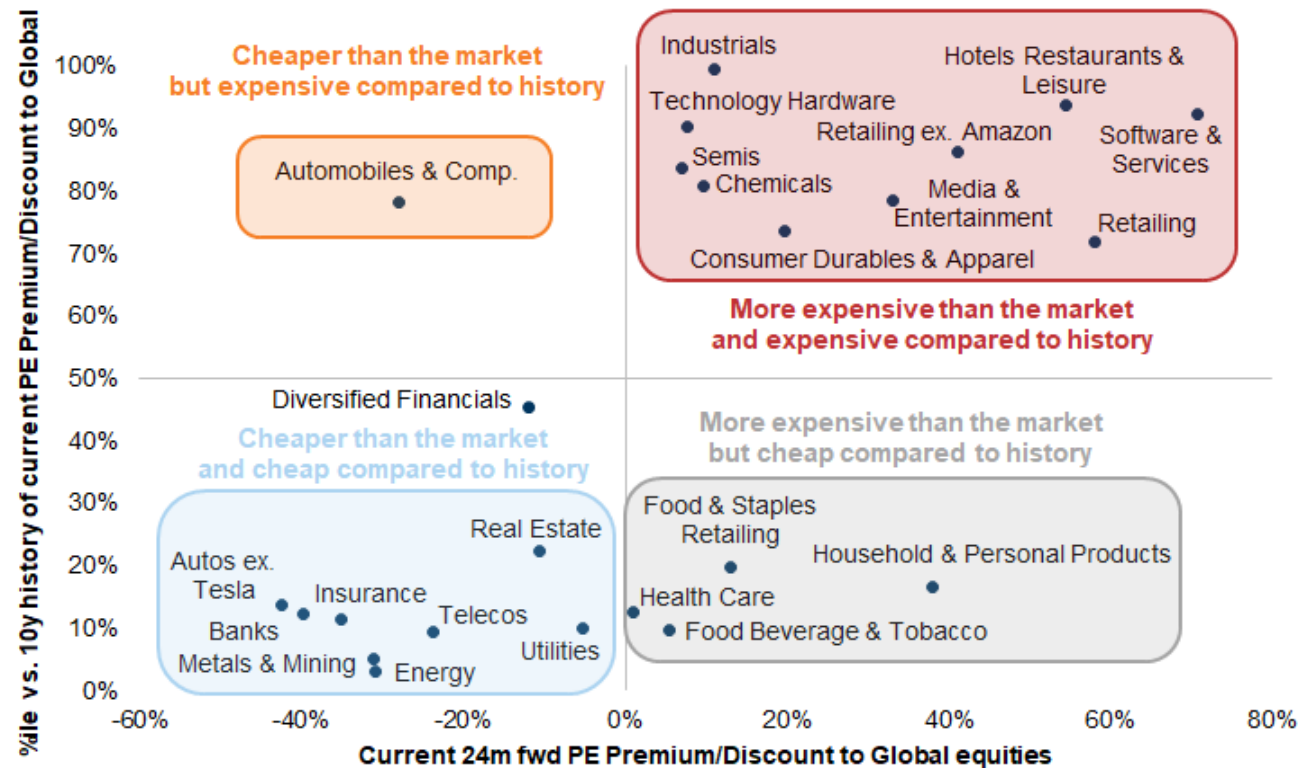 %ile vs. 10y history of current PE Premium/Discount to Global
100%
90%
80%
70%
60%
50%
40%
30%
20%
10%
0%
Cheaper than the market
but expensive compared to history
Automobiles & Comp.
Industrials
Hotels Restaurants &
Leisure
Technology Hardware
Retailing ex. Amazon
Software &
Services
Semis
Chemicals
Media &
Entertainment
Retailing
Consumer Durables & Apparel
More expensive than the market
and expensive compared to history
Diversified Financials
Cheaper than the market
and cheap compared to history
More expensive than the market
but cheap compared to history
Real Estate
Autos ex.
Tesla
Insurance
Banks
Telecos
Utilities
Metals & Mining
Energy
Food & Staples
Retailing
Household & Personal Products
Health Care
Food Beverage & Tobacco
-60%
-40%
-20%
0%
20%
40%
60%
80%
Current 24m fwd PE Premium/Discount to Global equities